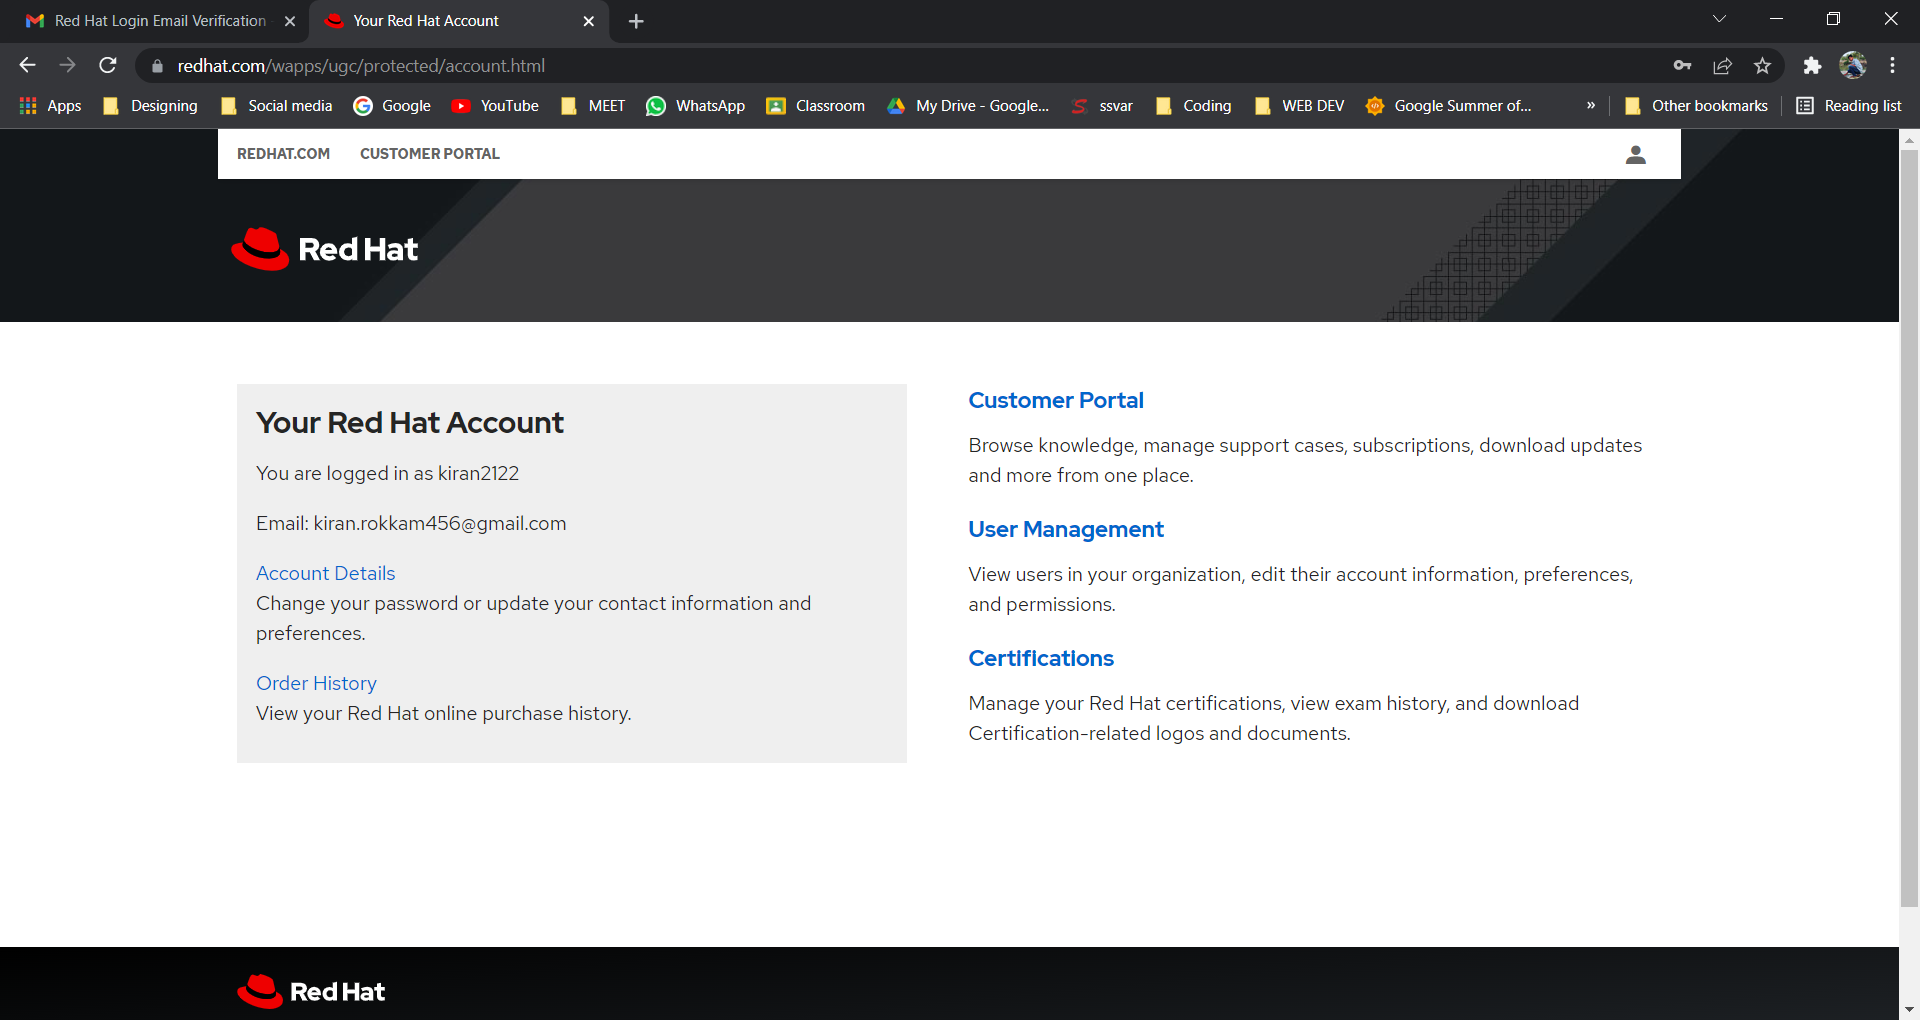 Red Hat Login Email Verification
Your Red Hat Account
redhat.com/wapps/ugc/protected/account.html
Apps
Designing
Social media
Google
YouTube
MEET
WhatsApp
Classroom
My Drive - Google...
ssvar
Coding
WEB DEV
Google Summer of...
»
Other bookmarks
Reading list
REDHAT.COM
CUSTOMER PORTAL
Red Hat
Your Red Hat Account
You are logged in as kiran2122
Email: kiran.rokkam456@gmail.com
Account Details
Change your password or update your contact information and
preferences.
Order History
View your Red Hat online purchase history.
Customer Portal
Browse knowledge, manage support cases, subscriptions, download updates
and more from one place.
User Management
View users in your organization, edit their account information, preferences,
and permissions.
Certifications
Manage your Red Hat certifications, view exam history, and download
Certification-related logos and documents.
Red Hat